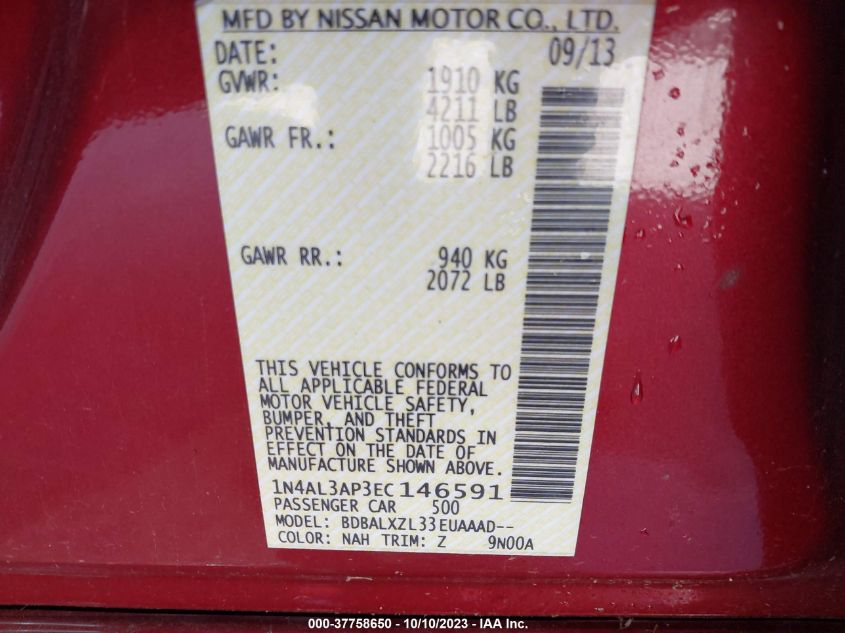 MFD BY NISSAN MOTOR CO., LTD.
DATE: 09/13
GVWR: 1910 KG
4211 LB
GAWR FR.: 1005 KG
2216 LB
GAWR RR.: 940 KG
2072 LB
THIS VEHICLE CONFORMS TO
ALL APPLICABLE FEDERAL
MOTOR VEHICLE SAFETY,
BUMPER, AND THEFT
PREVENTION STANDARDS IN
EFFECT ON THE DATE OF
MANUFACTURE SHOWN ABOVE.
1N4AL3AP3EC146591
PASSENGER CAR 500
MODEL: BDBALXZL33EUAAAD--
COLOR: NAH TRIM: Z 9N00A
000-37758650 - 10/10/2023 - IAA Inc.